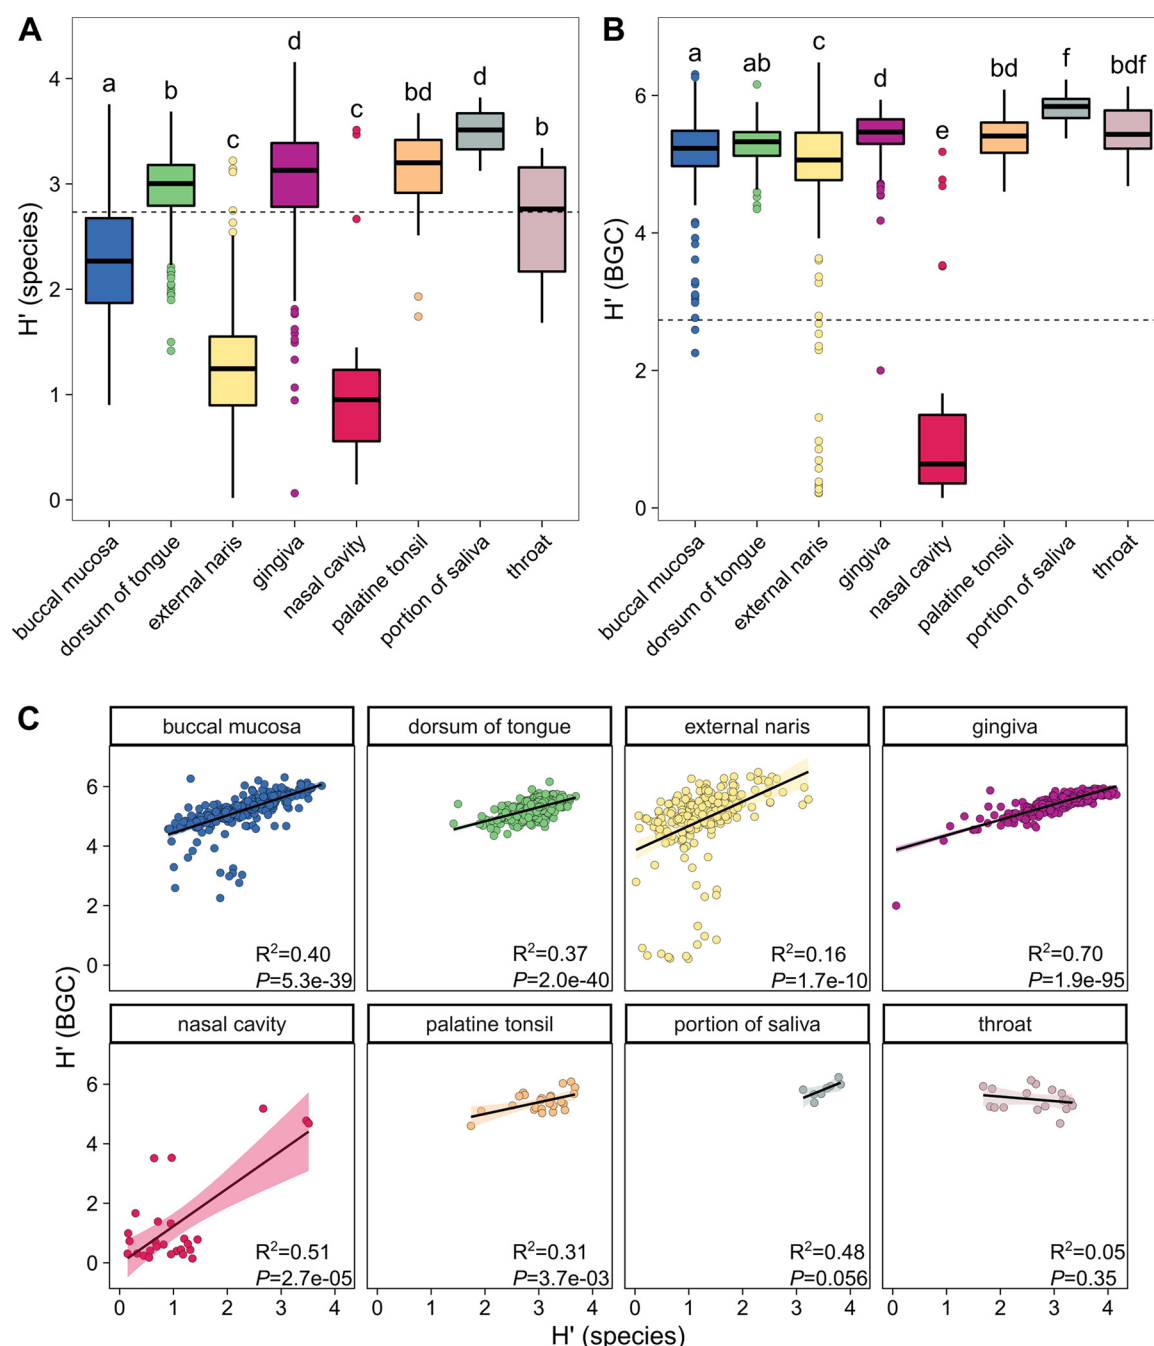 A
B
a
b
c
d
c
bd
d
b
a
ab
c
d
e
bd
f
bdf
4
3
2
1
0
H' (species)
6
4
2
0
H' (BGC)
buccal mucosa
dorsum of tongue
external naris
gingiva
nasal cavity
palatine tonsil
portion of saliva
throat
buccal mucosa
dorsum of tongue
external naris
gingiva
nasal cavity
palatine tonsil
portion of saliva
throat
C
buccal mucosa
dorsum of tongue
external naris
gingiva
6
4
2
0
R²=0.40
P=5.3e-39
R²=0.37
P=2.0e-40
R²=0.16
P=1.7e-10
R²=0.70
P=1.9e-95
H' (BGC)
nasal cavity
palatine tonsil
portion of saliva
throat
6
4
2
0
R²=0.51
P=2.7e-05
R²=0.31
P=3.7e-03
R²=0.48
P=0.056
R²=0.05
P=0.35
0 1 2 3 4
0 1 2 3 4
0 1 2 3 4
0 1 2 3 4
H' (species)